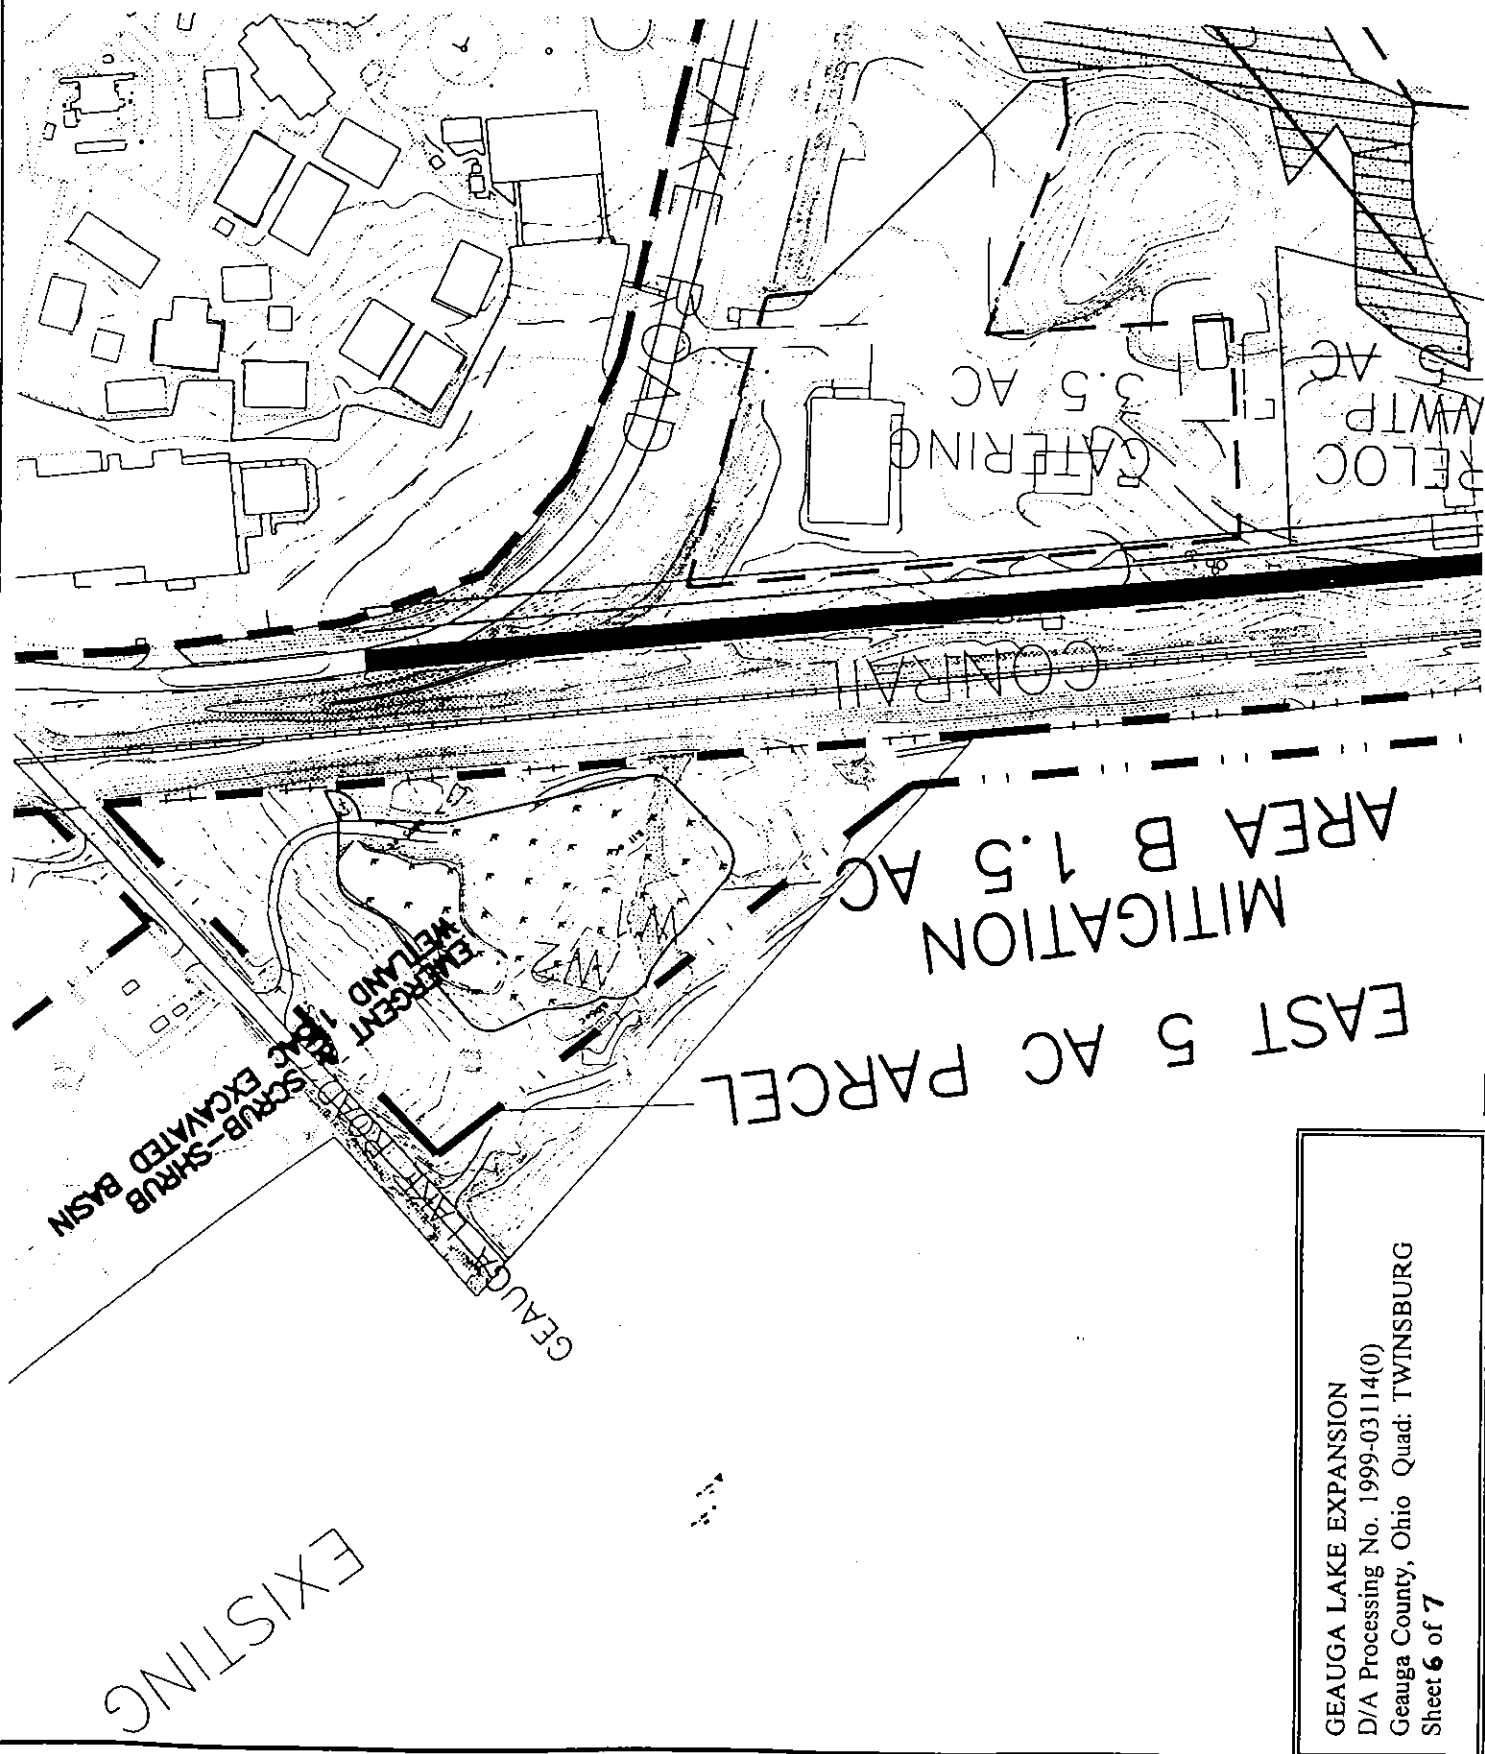 EXISTING
GEAUGA
LAKE ROAD
EAST 5 AC PARCEL
MITIGATION
AREA B 1.5 AC
SCRUB-SHRUB
EXCAVATED BASIN
EMERGENT
WETLAND
CONRAIL
RELOC
WWTP
.5 AC
CATERING
3.5 AC
DAVID
GEAUGA LAKE EXPANSION
D/A Processing No. 1999-03114(0)
Geauga County, Ohio Quad: TWINSBURG
Sheet 6 of 7